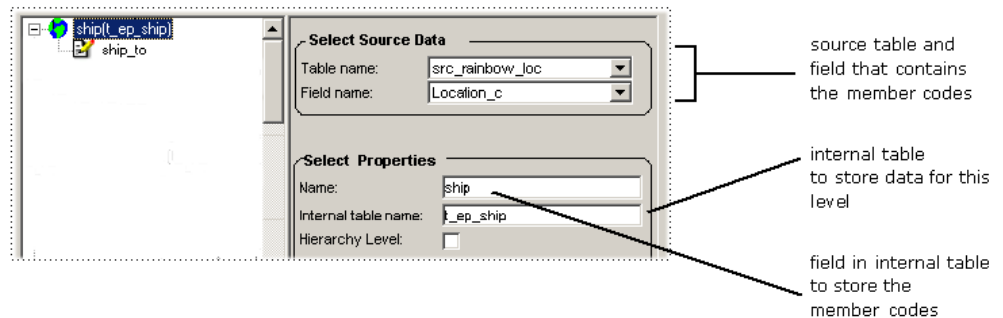 ship(t_ep_ship)
ship_to
Select Source Data
Table name: src_rainbow_loc
Field name: Location_c
Select Properties
Name: ship
Internal table name: t_ep_ship
Hierarchy Level:
source table and
field that contains
the member codes
internal table
to store data for this
level
field in internal table
to store the
member codes